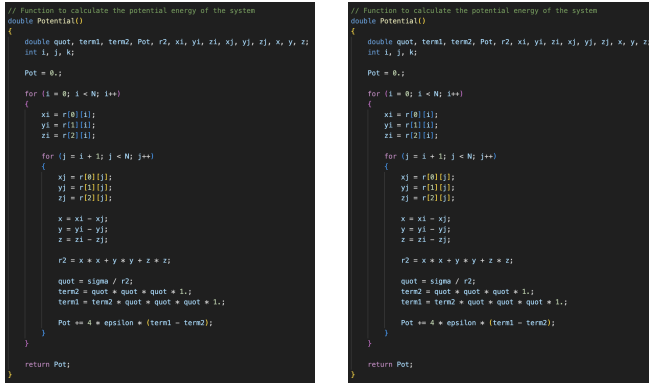 // Function to calculate the potential energy of the system
double Potential()
{
double quot, term1, term2, Pot, r2, xi, yi, zi, xj, yj, zj, x, y, z;
int i, j, k;
Pot = 0.;
for (i = 0; i < N; i++)
{
xi = r[0][i];
yi = r[1][i];
zi = r[2][i];
for (j = i + 1; j < N; j++)
{
xj = r[0][j];
yj = r[1][j];
zj = r[2][j];
x = xi - xj;
y = yi - yj;
z = zi - zj;
r2 = x * x + y * y + z * z;
quot = sigma / r2;
term2 = quot * quot * quot * 1.;
term1 = term2 * quot * quot * quot * 1.;
Pot += 4 * epsilon * (term1 - term2);
}
}
return Pot;
}
// Function to calculate the potential energy of the system
double Potential()
{
double quot, term1, term2, Pot, r2, xi, yi, zi, xj, yj, zj, x, y, z;
int i, j, k;
Pot = 0.;
for (i = 0; i < N; i++)
{
xi = r[0][i];
yi = r[1][i];
zi = r[2][i];
for (j = i + 1; j < N; j++)
{
xj = r[0][j];
yj = r[1][j];
zj = r[2][j];
x = xi - xj;
y = yi - yj;
z = zi - zj;
r2 = x * x + y * y + z * z;
quot = sigma / r2;
term2 = quot * quot * quot * 1.;
term1 = term2 * quot * quot * quot * 1.;
Pot += 4 * epsilon * (term1 - term2);
}
}
return Pot;
}